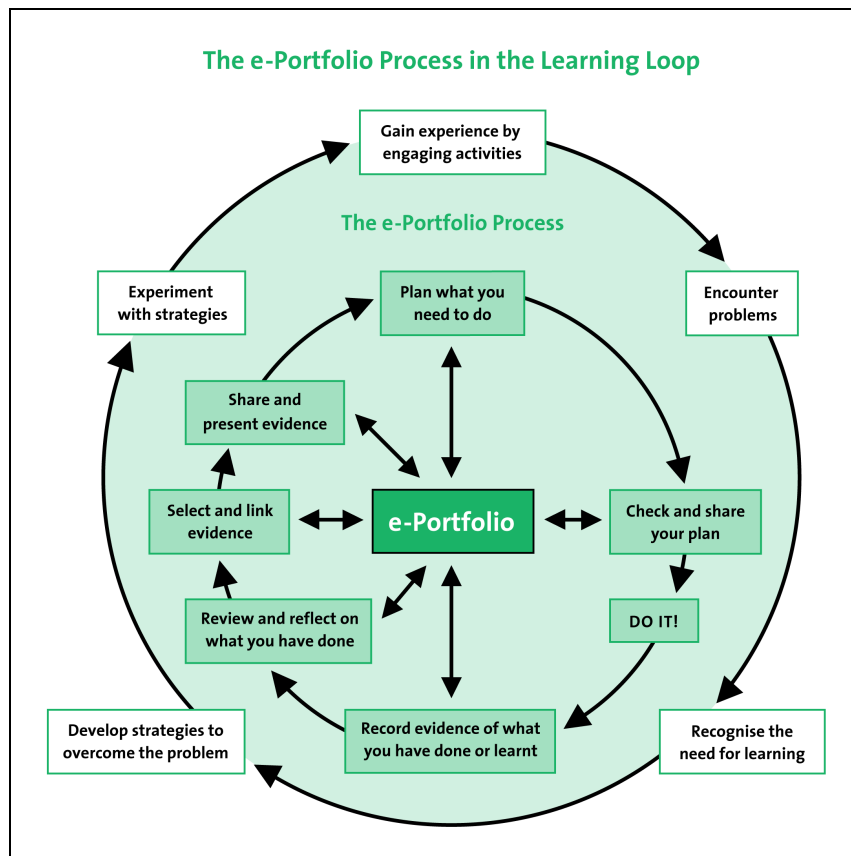 The e-Portfolio Process in the Learning Loop
Gain experience by
engaging activities
The e-Portfolio Process
Experiment
with strategies
Plan what you
need to do
Encounter
problems
Share and
present evidence
Select and link
evidence
e-Portfolio
Check and share
your plan
Review and reflect on
what you have done
DO IT!
Develop strategies to
overcome the problem
Record evidence of what
you have done or learnt
Recognise the
need for learning